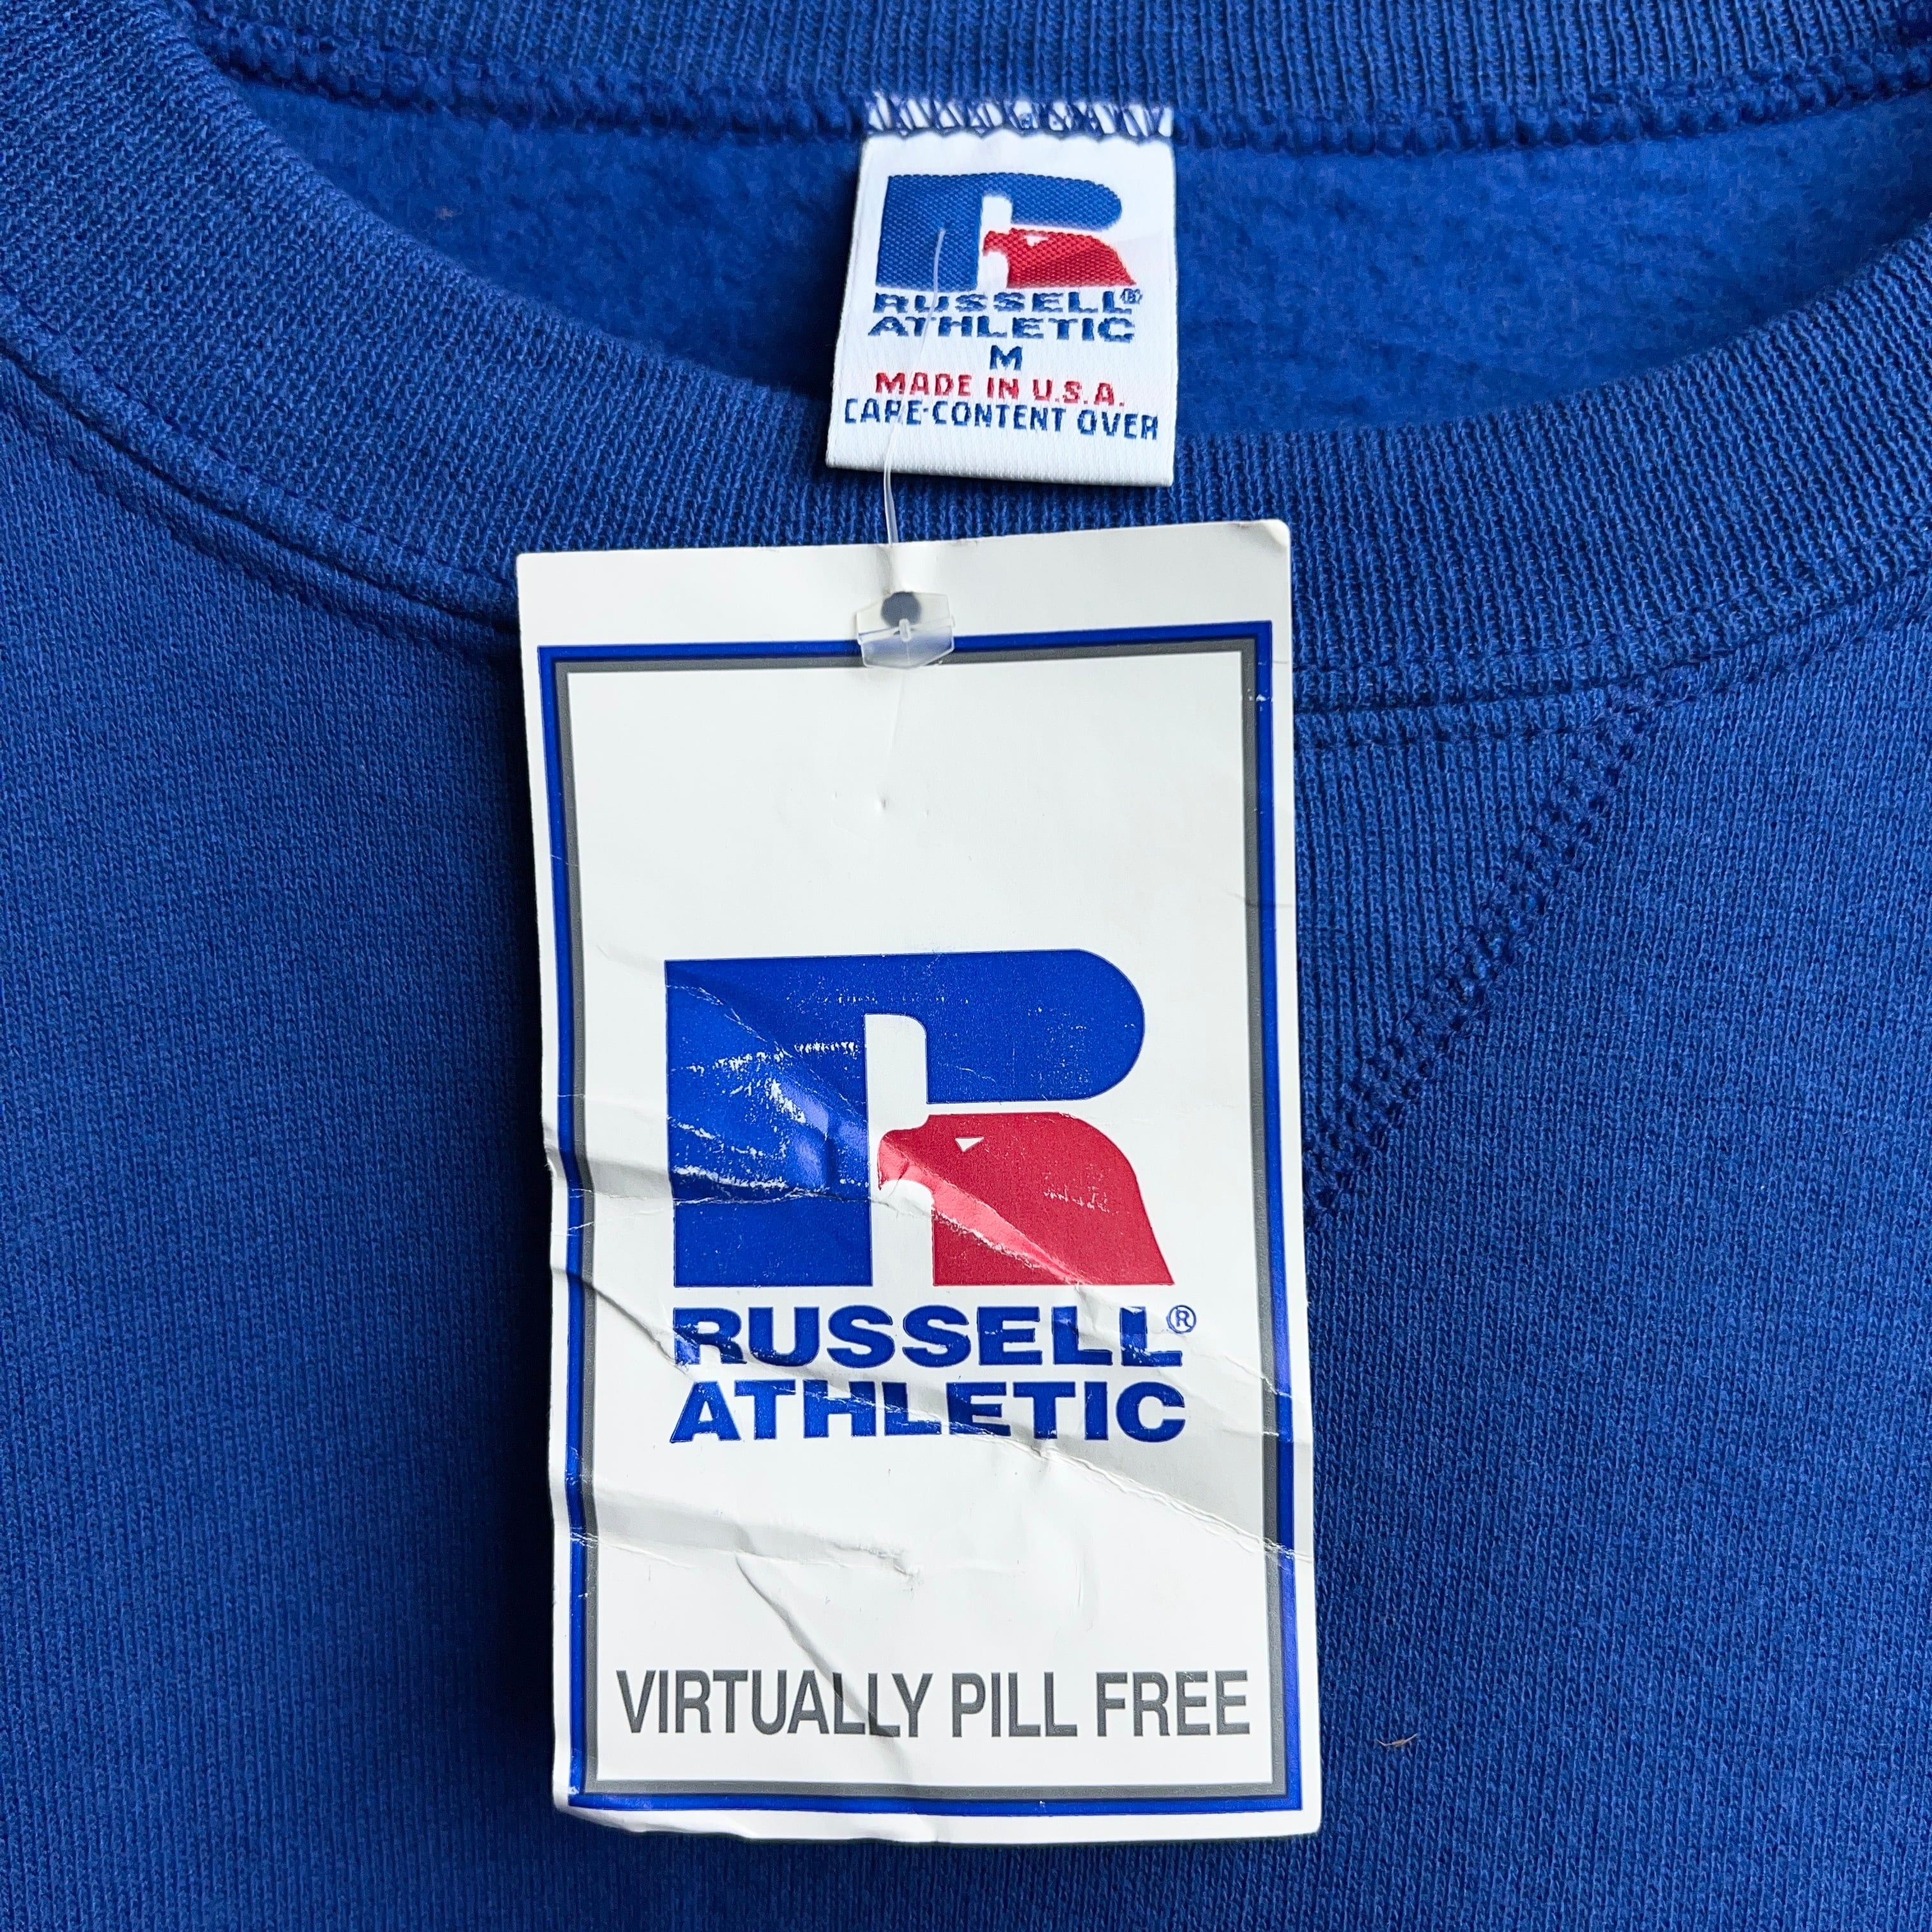 RUSSELL®
ATHLETIC
M
MADE IN U.S.A.
CARE-CONTENT OVER
RUSSELL®
ATHLETIC
VIRTUALLY PILL FREE